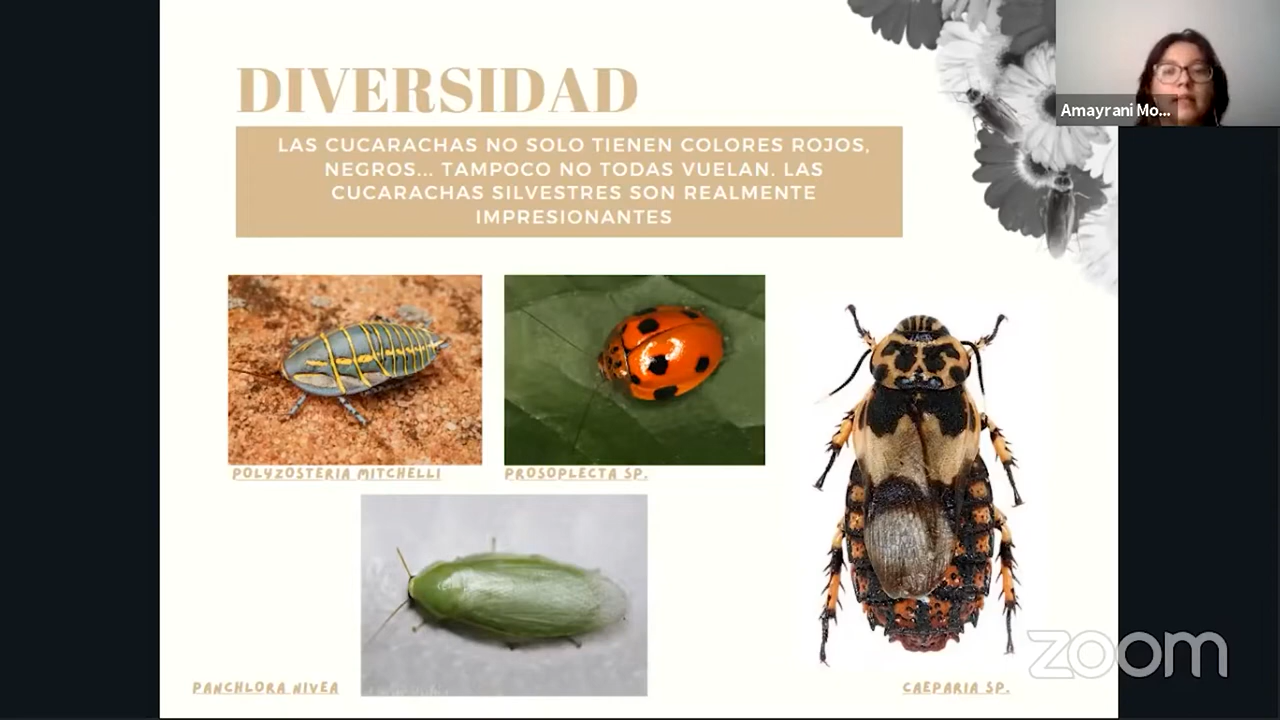 DIVERSIDAD
LAS CUCARACHAS NO SOLO TIENEN COLORES ROJOS,
NEGROS... TAMPOCO NO TODAS VUELAN. LAS
CUCARACHAS SILVESTRES SON REALMENTE
IMPRESIONANTES
Amayrani Mo...
POLYZOSTERIA MITCHELLI
PROSOPLECTA SP.
PANCHLORA NIVEA
CAEPARIA SP.
zoom